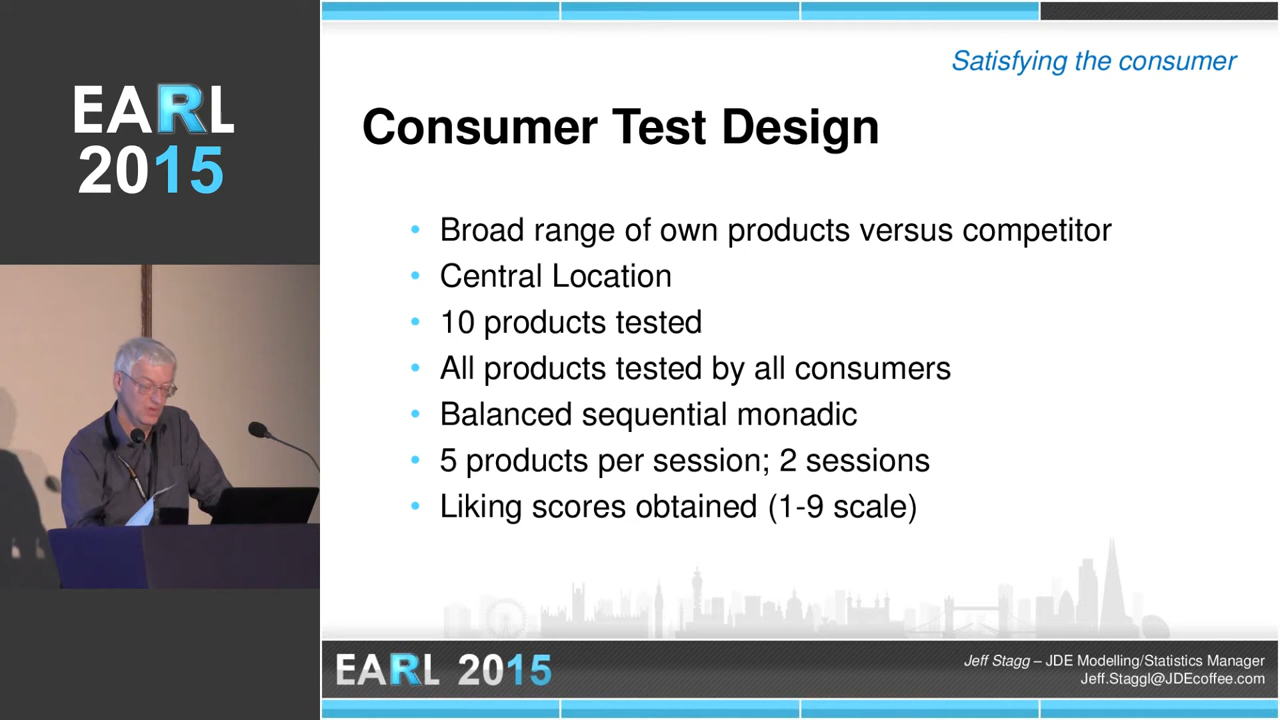 EARL
2015
Satisfying the consumer
Consumer Test Design
• Broad range of own products versus competitor
• Central Location
• 10 products tested
• All products tested by all consumers
• Balanced sequential monadic
• 5 products per session; 2 sessions
• Liking scores obtained (1-9 scale)
EARL 2015
Jeff Stagg – JDE Modelling/Statistics Manager
Jeff.Staggl@JDEcoffee.com